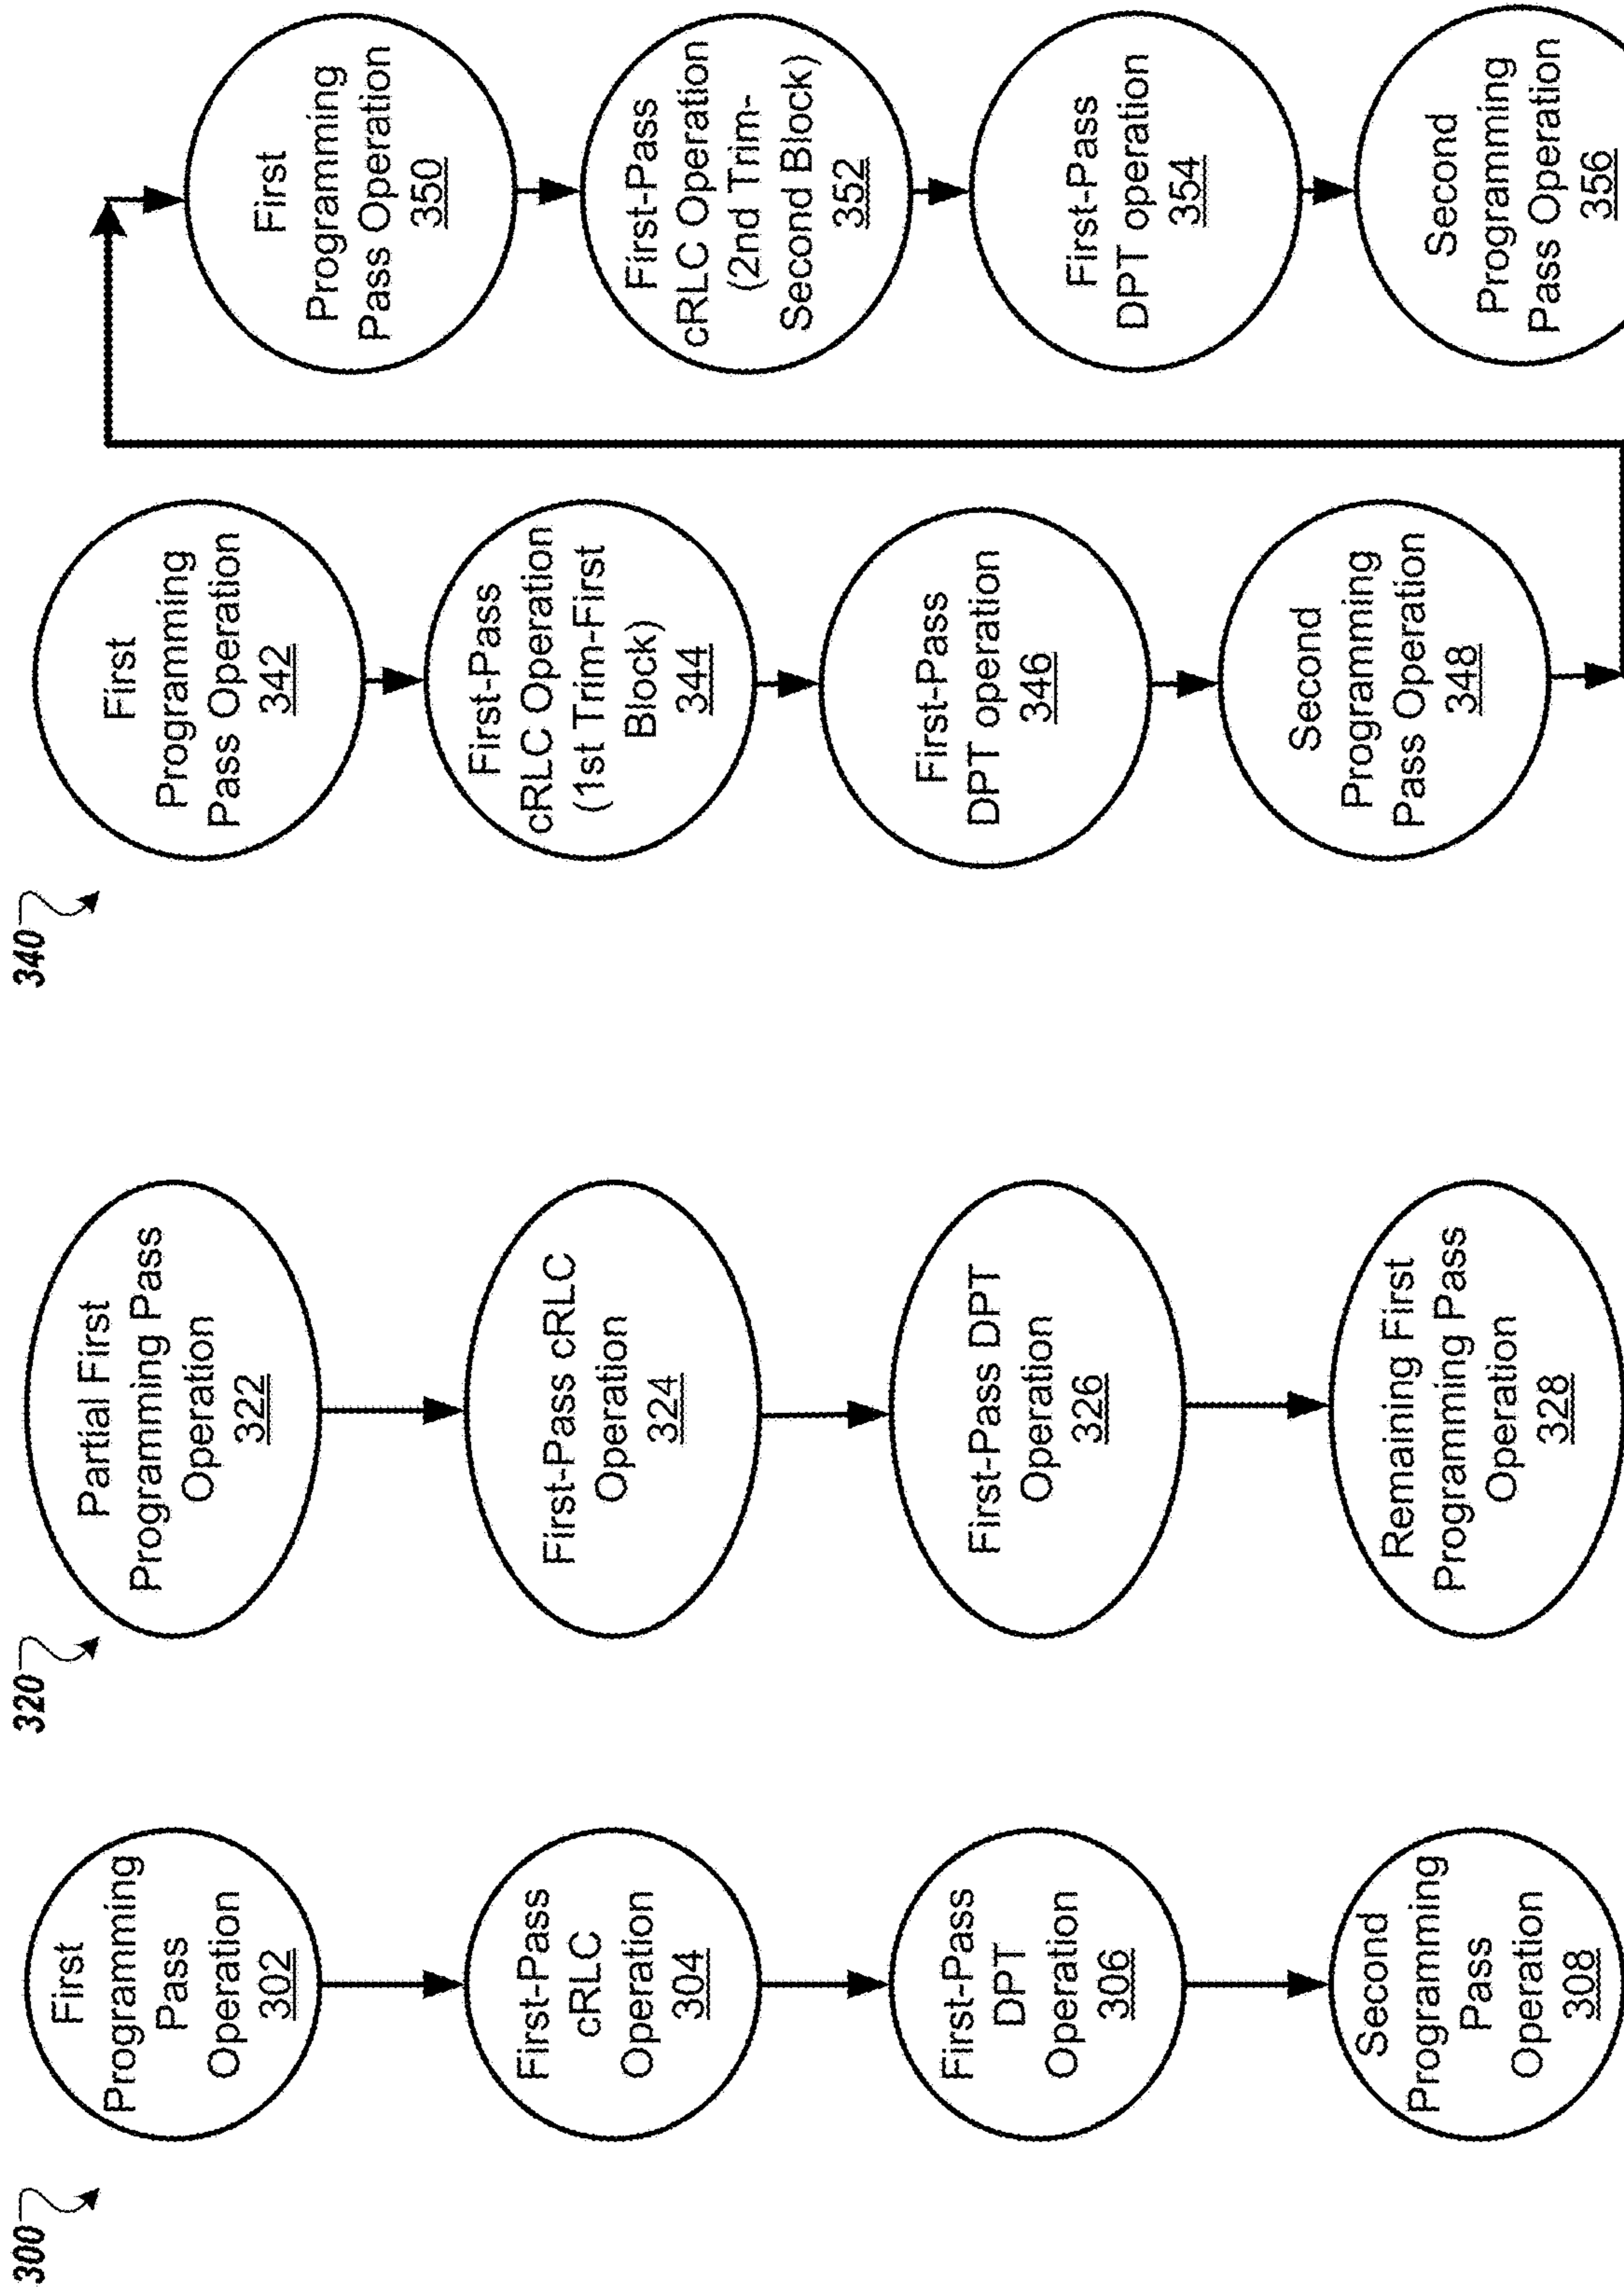 300
First
Programming
Pass
Operation
302
First-Pass
cRLC
Operation
304
First-Pass
DPT
Operation
306
Second
Programming
Pass
Operation
308
320
Partial First
Programming Pass
Operation
322
First-Pass cRLC
Operation
324
First-Pass DPT
Operation
326
Remaining First
Programming Pass
Operation
328
340
First
Programming
Pass Operation
342
First-Pass
cRLC Operation
(1st Trim-First
Block)
344
First-Pass
DPT operation
346
Second
Programming
Pass Operation
348
First
Programming
Pass Operation
350
First-Pass
cRLC Operation
(2nd Trim-
Second Block)
352
First-Pass
DPT operation
354
Second
Programming
Pass Operation
356